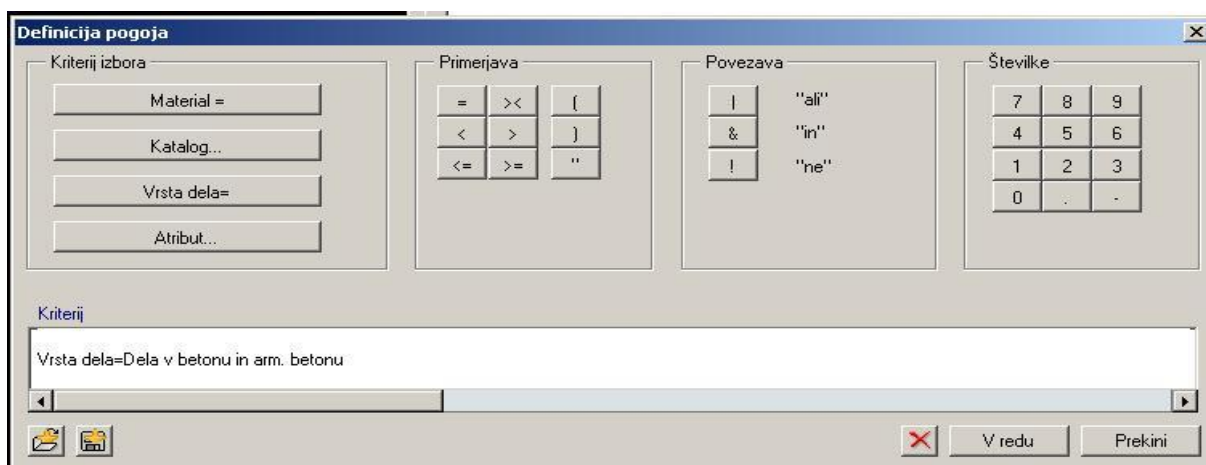 Definicija pogoja
Kriterij izbora
Material =
Katalog...
Vrsta dela=
Atribut...
Primerjava
= >< (
< > )
<= >= "
Povezava
| "ali"
& "in"
! "ne"
Številke
7 8 9
4 5 6
1 2 3
0 . -
Kriterij
Vrsta dela=Dela v betonu in arm. betonu
V redu Prekini